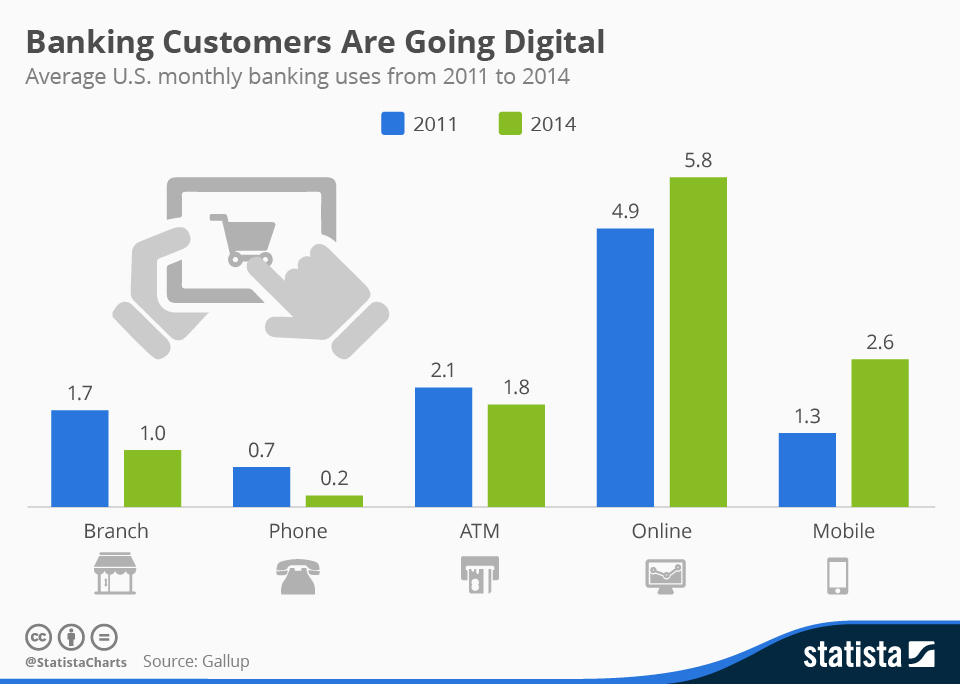 Banking Customers Are Going Digital
Average U.S. monthly banking uses from 2011 to 2014
2011 2014
5.8
4.9
2.6
1.7
2.1
1.8
1.3
1.0
0.7
0.2
Branch Phone ATM Online Mobile
cc
@StatistaCharts Source: Gallup
statista